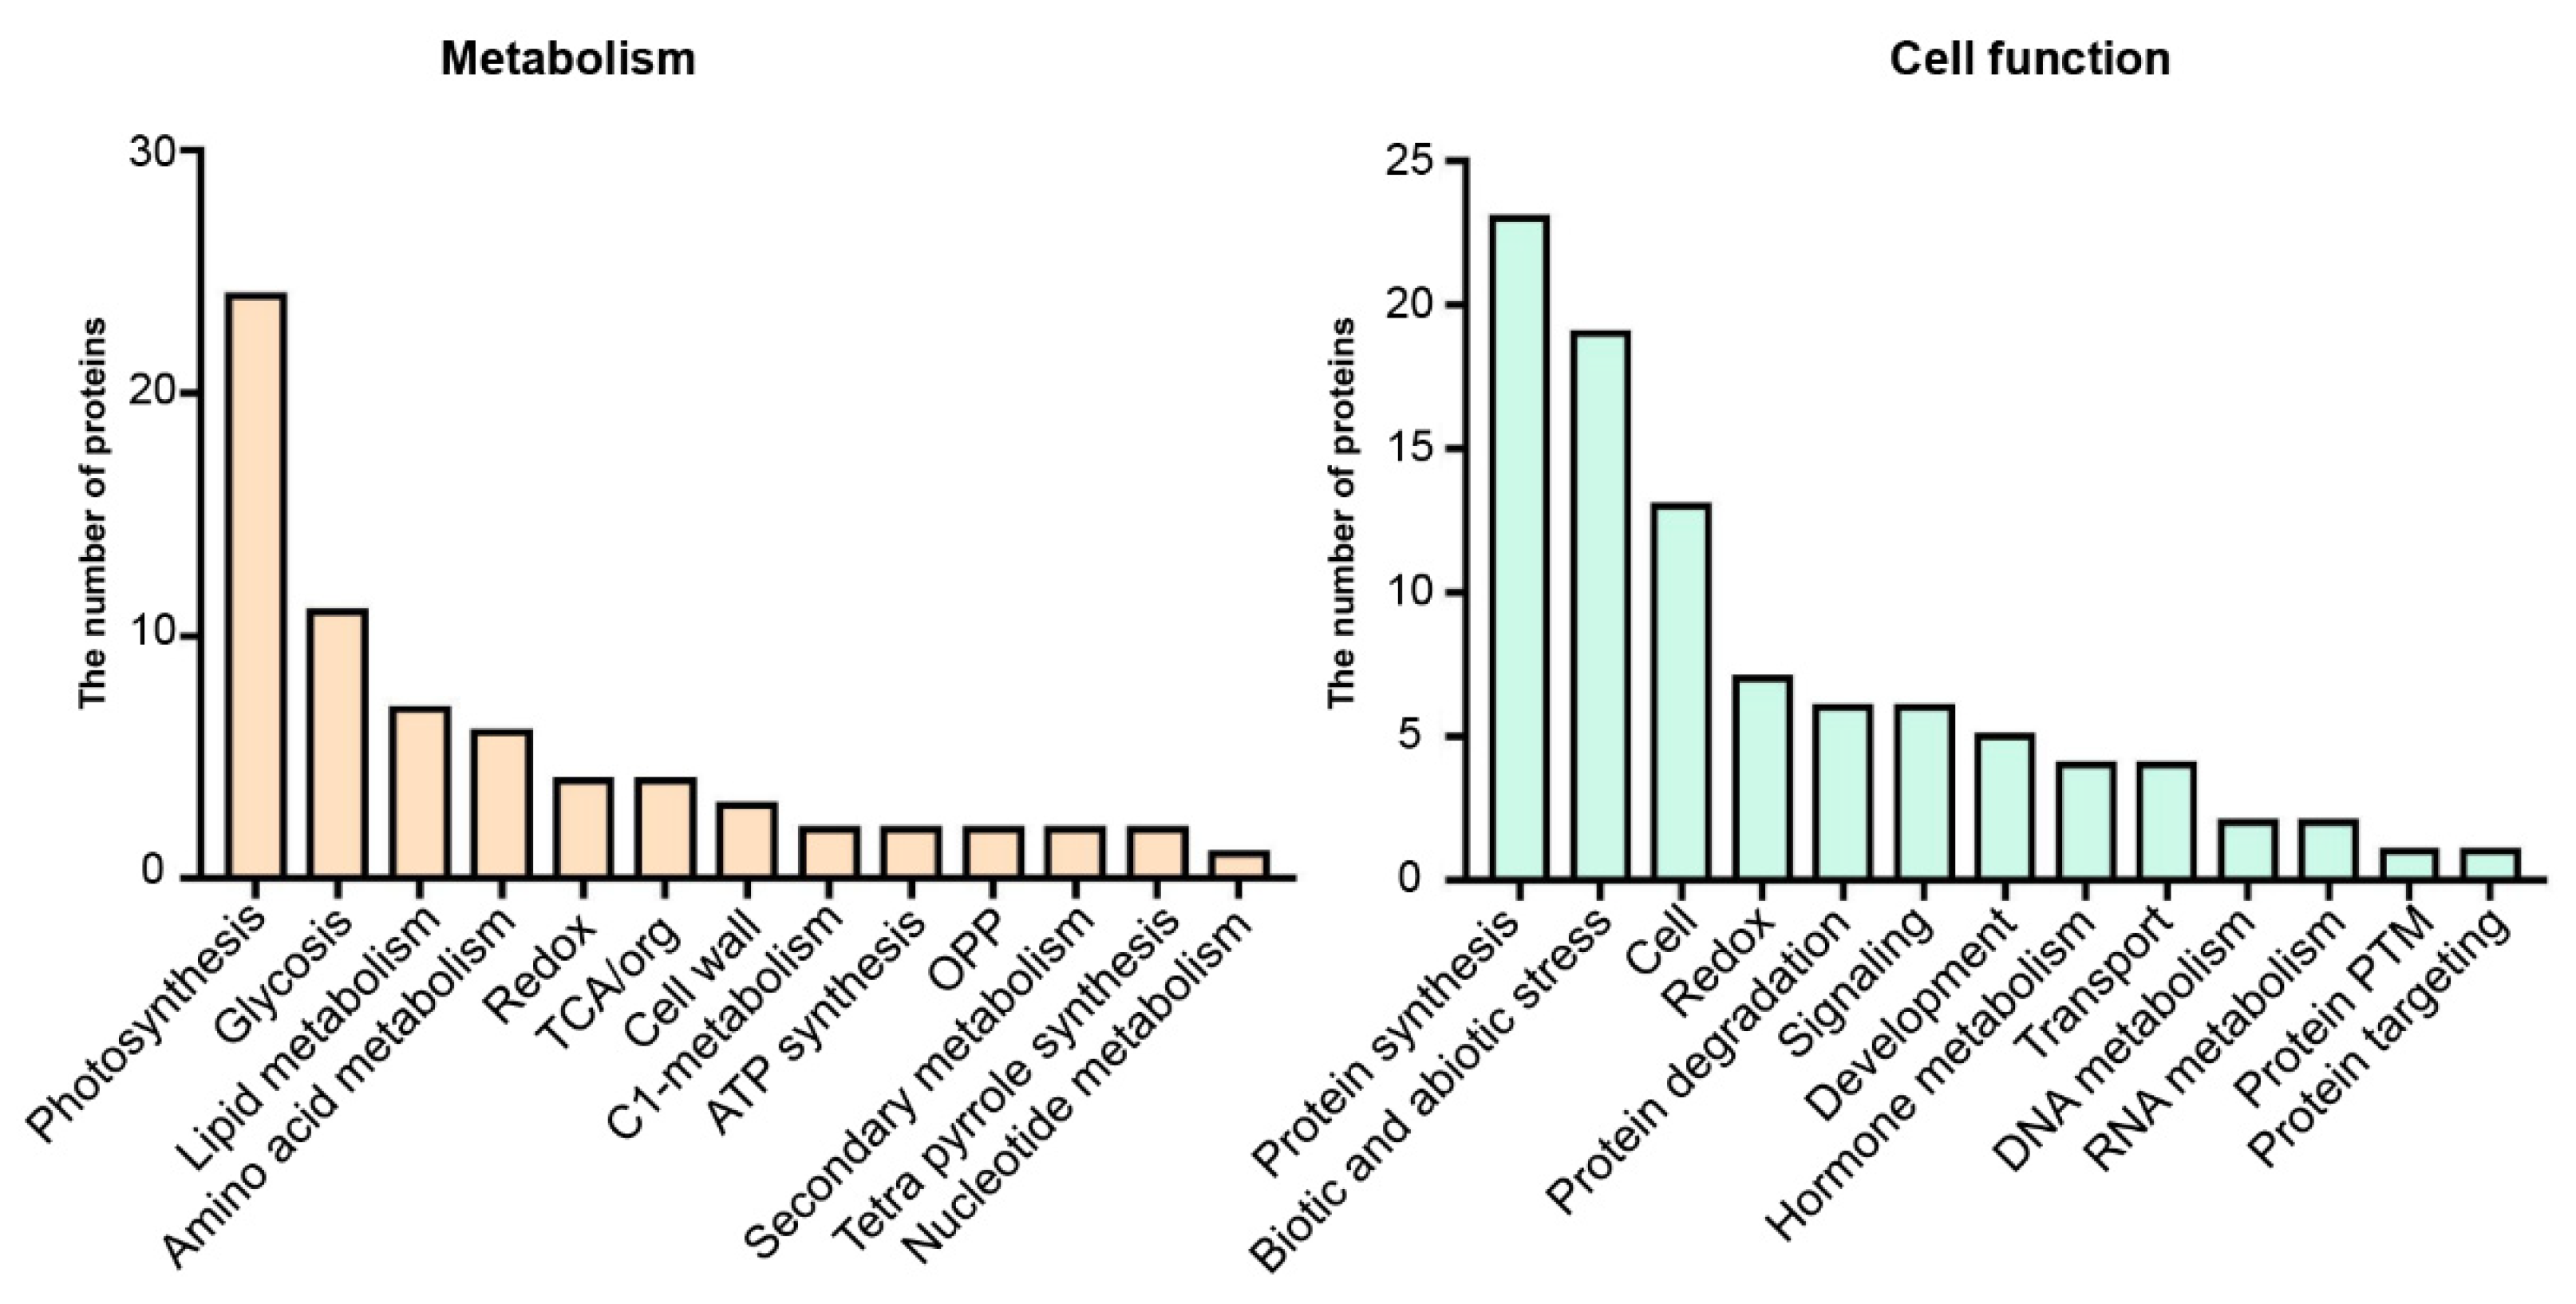 Metabolism
The number of proteins
30
20
10
0
Photosynthesis
Glycosis
Lipid metabolism
Amino acid metabolism
Redox
TCA/org
Cell wall
C1-metabolism
ATP synthesis
OPP
Secondary metabolism
Tetra pyrrole synthesis
Nucleotide metabolism
Cell function
The number of proteins
25
20
15
10
5
0
Protein synthesis
Biotic and abiotic stress
Cell
Redox
Protein degradation
Signaling
Development
Hormone metabolism
Transport
DNA metabolism
RNA metabolism
Protein PTM
Protein targeting